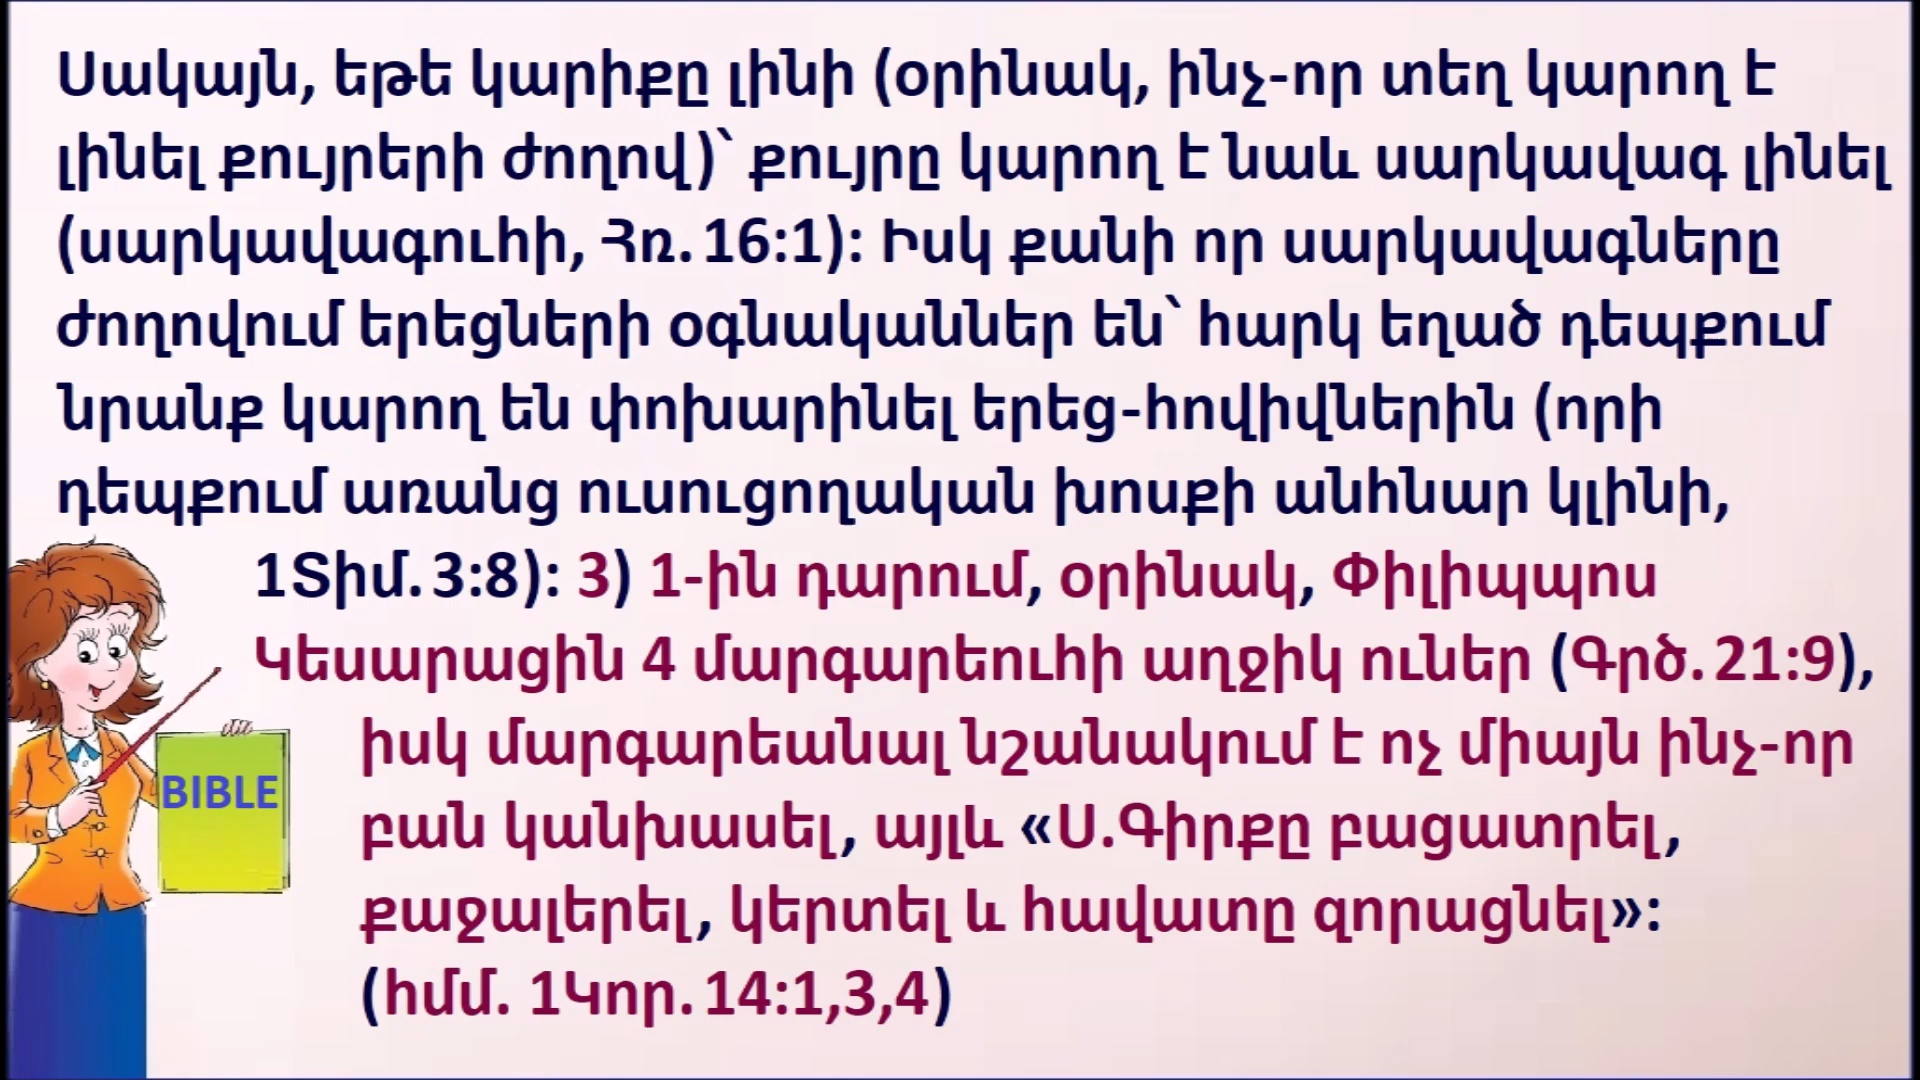 Սակայն, եթե կարիքը լինի (օրինակ, ինչ-որ տեղ կարող է
լինել քույրերի ժողով)՝ քույրը կարող է նաև սարկավագ լինել
(սարկավագուհի, Հռ. 16:1): Իսկ քանի որ սարկավագները
ժողովում երեցների օգնականներ են՝ հարկ եղած դեպքում
նրանք կարող են փոխարինել երեց-հովիվներին (որի
դեպքում առանց ուսուցողական խոսքի անհնար կլինի,
1Տիմ. 3:8): 3) 1-ին դարում, օրինակ, Փիլիպպոս
Կեսարացին 4 մարգարեուհի աղջիկ ուներ (Գրծ. 21:9),
իսկ մարգարեանալ նշանակում է ոչ միայն ինչ-որ
բան կանխասել, այլև «Ս.Գիրքը բացատրել,
քաջալերել, կերտել և հավատը զորացնել»:
(հմմ. 1Կոր. 14:1,3,4)
BIBLE